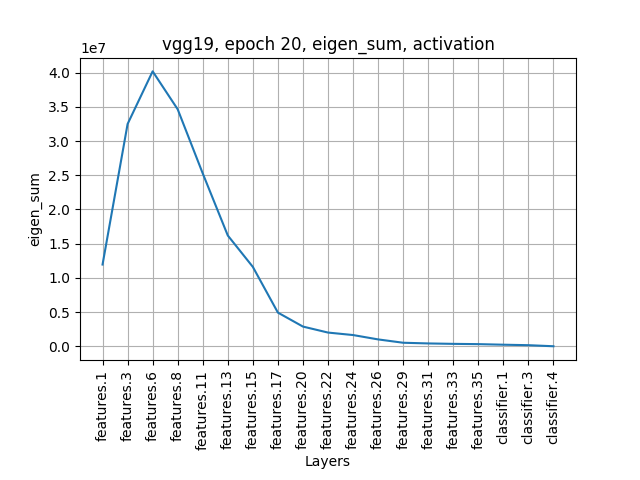 vgg19, epoch 20, eigen_sum, activation
1e7
4.0
3.5
3.0
2.5
2.0
1.5
1.0
0.5
0.0
eigen_sum
features.1
features.3
features.6
features.8
features.11
features.13
features.15
features.17
features.20
features.22
features.24
features.26
features.29
features.31
features.33
features.35
classifier.1
classifier.3
classifier.4
Layers